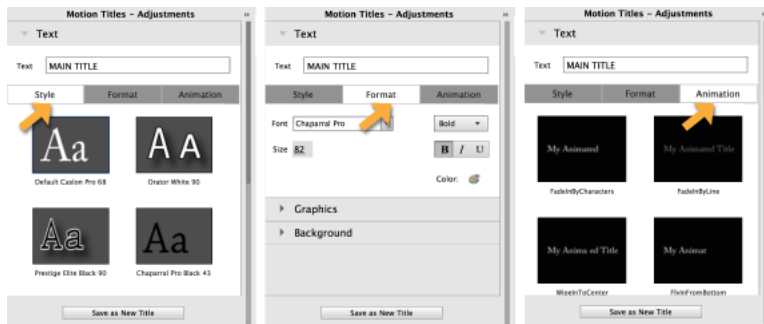 Motion Titles - Adjustments
Text
Text MAIN TITLE
Style Format Animation
Aa
Default Caslon Pro 68
A A
Orator White 90
Aa
Prestige Elite Black 90
Aa
Chaparral Pro Black 43
Save as New Title
Motion Titles - Adjustments
Text
Text MAIN TITLE
Style Format Animation
Font Chaparral Pro Bold
Size 82 B I U
Color:
Graphics
Background
Save as New Title
Motion Titles - Adjustments
Text
Text MAIN TITLE
Style Format Animation
My Animated
FadeInByCharacters
My Animated Title
FadeInByLine
My Anima ed Title
WipeInToCenter
My Animat
FlyInFromBottom
Save as New Title